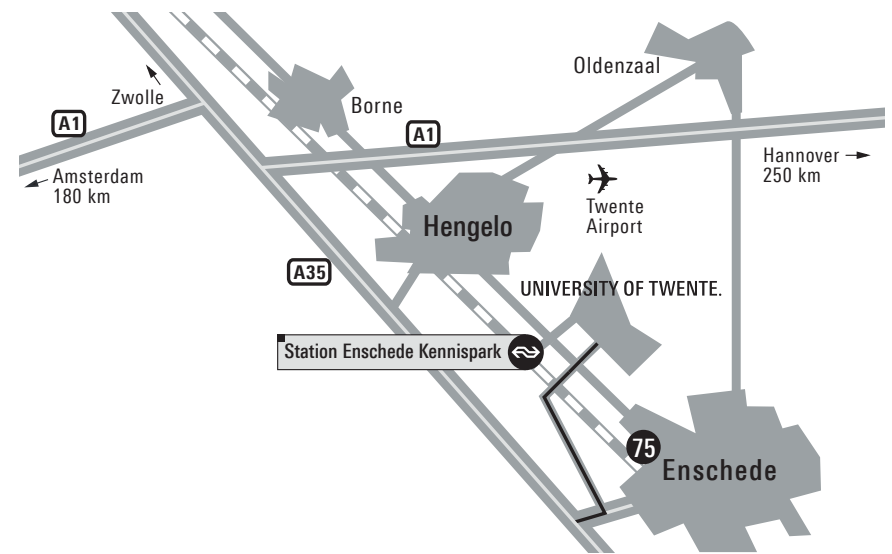 Oldenzaal
Zwolle
Borne
A1
A1
Hannover
250 km
Amsterdam
180 km
Twente
Airport
Hengelo
A35
UNIVERSITY OF TWENTE.
Station Enschede Kennispark
75
Enschede